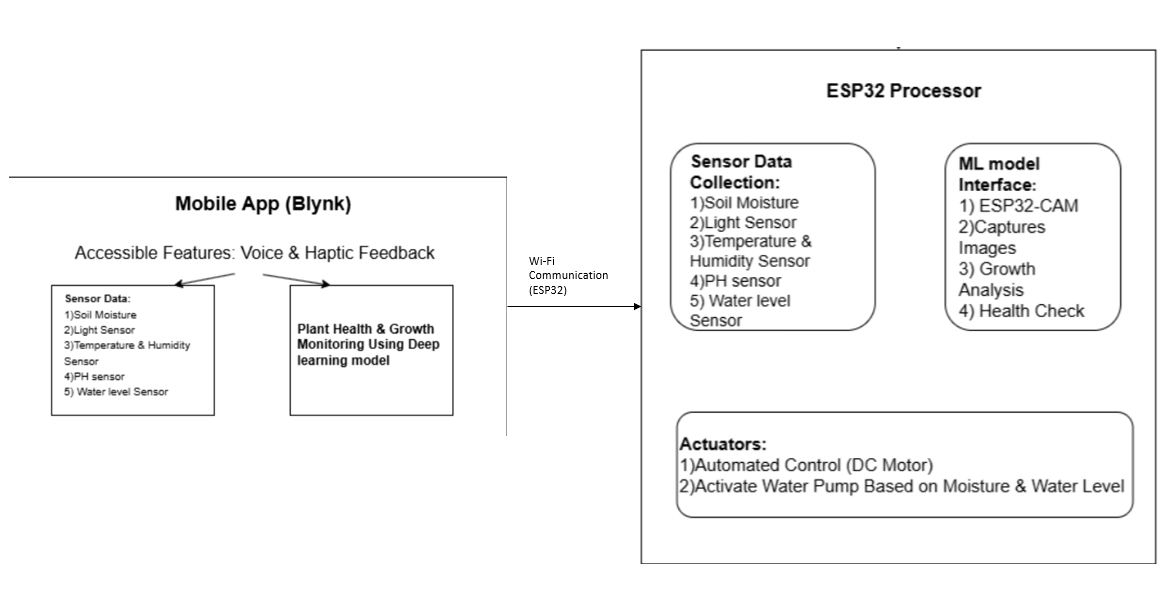 Mobile App (Blynk)
Accessible Features: Voice & Haptic Feedback
Sensor Data:
1)Soil Moisture
2)Light Sensor
3)Temperature & Humidity
Sensor
4)PH sensor
5) Water level Sensor
Plant Health & Growth
Monitoring Using Deep
learning model
Wi-Fi
Communication
(ESP32)
ESP32 Processor
Sensor Data
Collection:
1)Soil Moisture
2)Light Sensor
3)Temperature &
Humidity Sensor
4)PH sensor
5) Water level
Sensor
ML model
Interface:
1) ESP32-CAM
2)Captures
Images
3) Growth
Analysis
4) Health Check
Actuators:
1)Automated Control (DC Motor)
2)Activate Water Pump Based on Moisture & Water Level